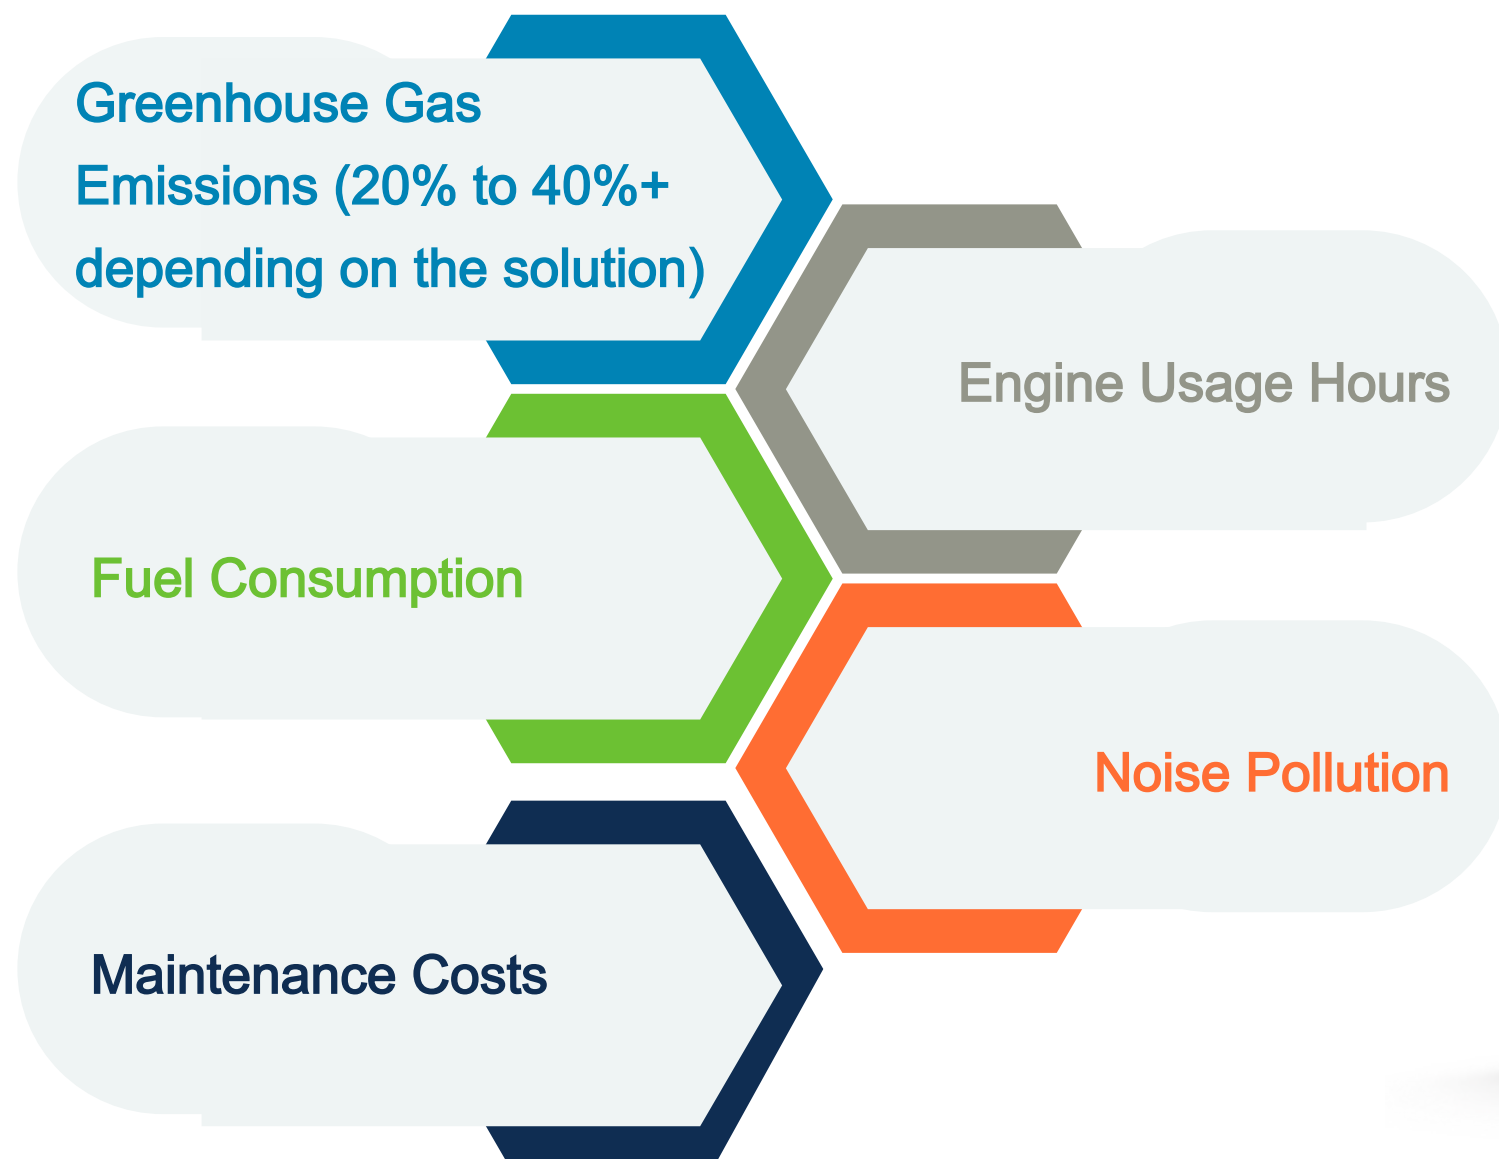 Greenhouse Gas
Emissions (20% to 40%+
depending on the solution)
Engine Usage Hours
Fuel Consumption
Noise Pollution
Maintenance Costs